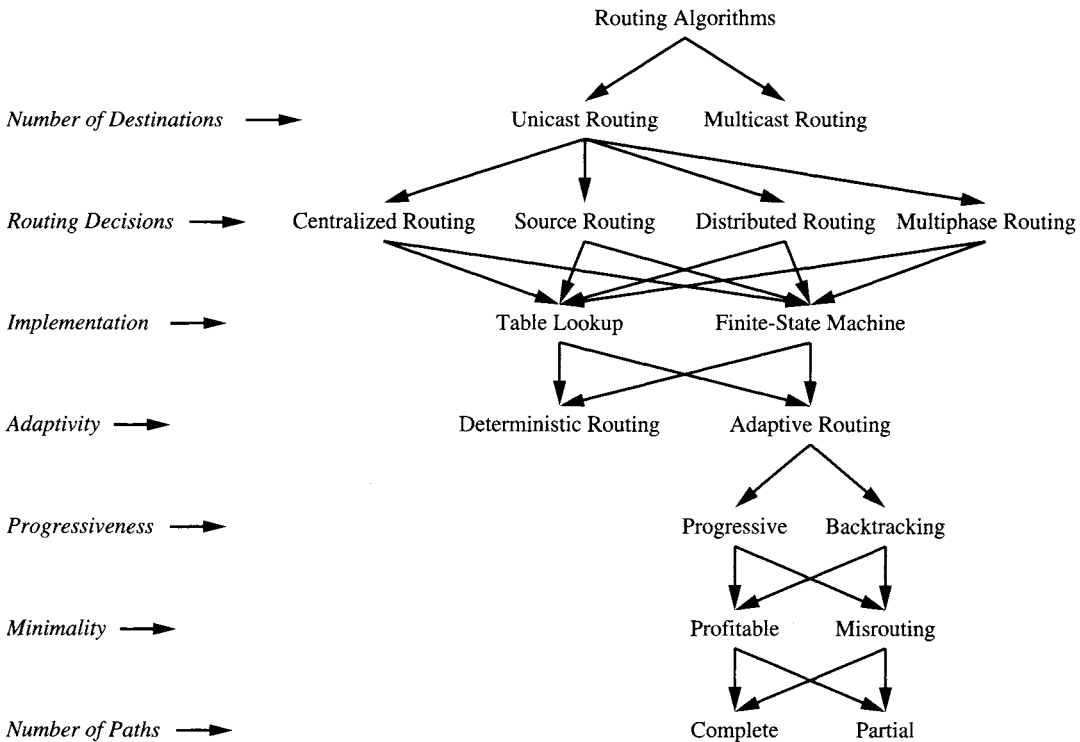 Routing Algorithms
Number of Destinations Unicast Routing Multicast Routing
Routing Decisions Centralized Routing Source Routing Distributed Routing Multiphase Routing
Implementation Table Lookup Finite-State Machine
Adaptivity Deterministic Routing Adaptive Routing
Progressiveness Progressive Backtracking
Minimality Profitable Misrouting
Number of Paths Complete Partial